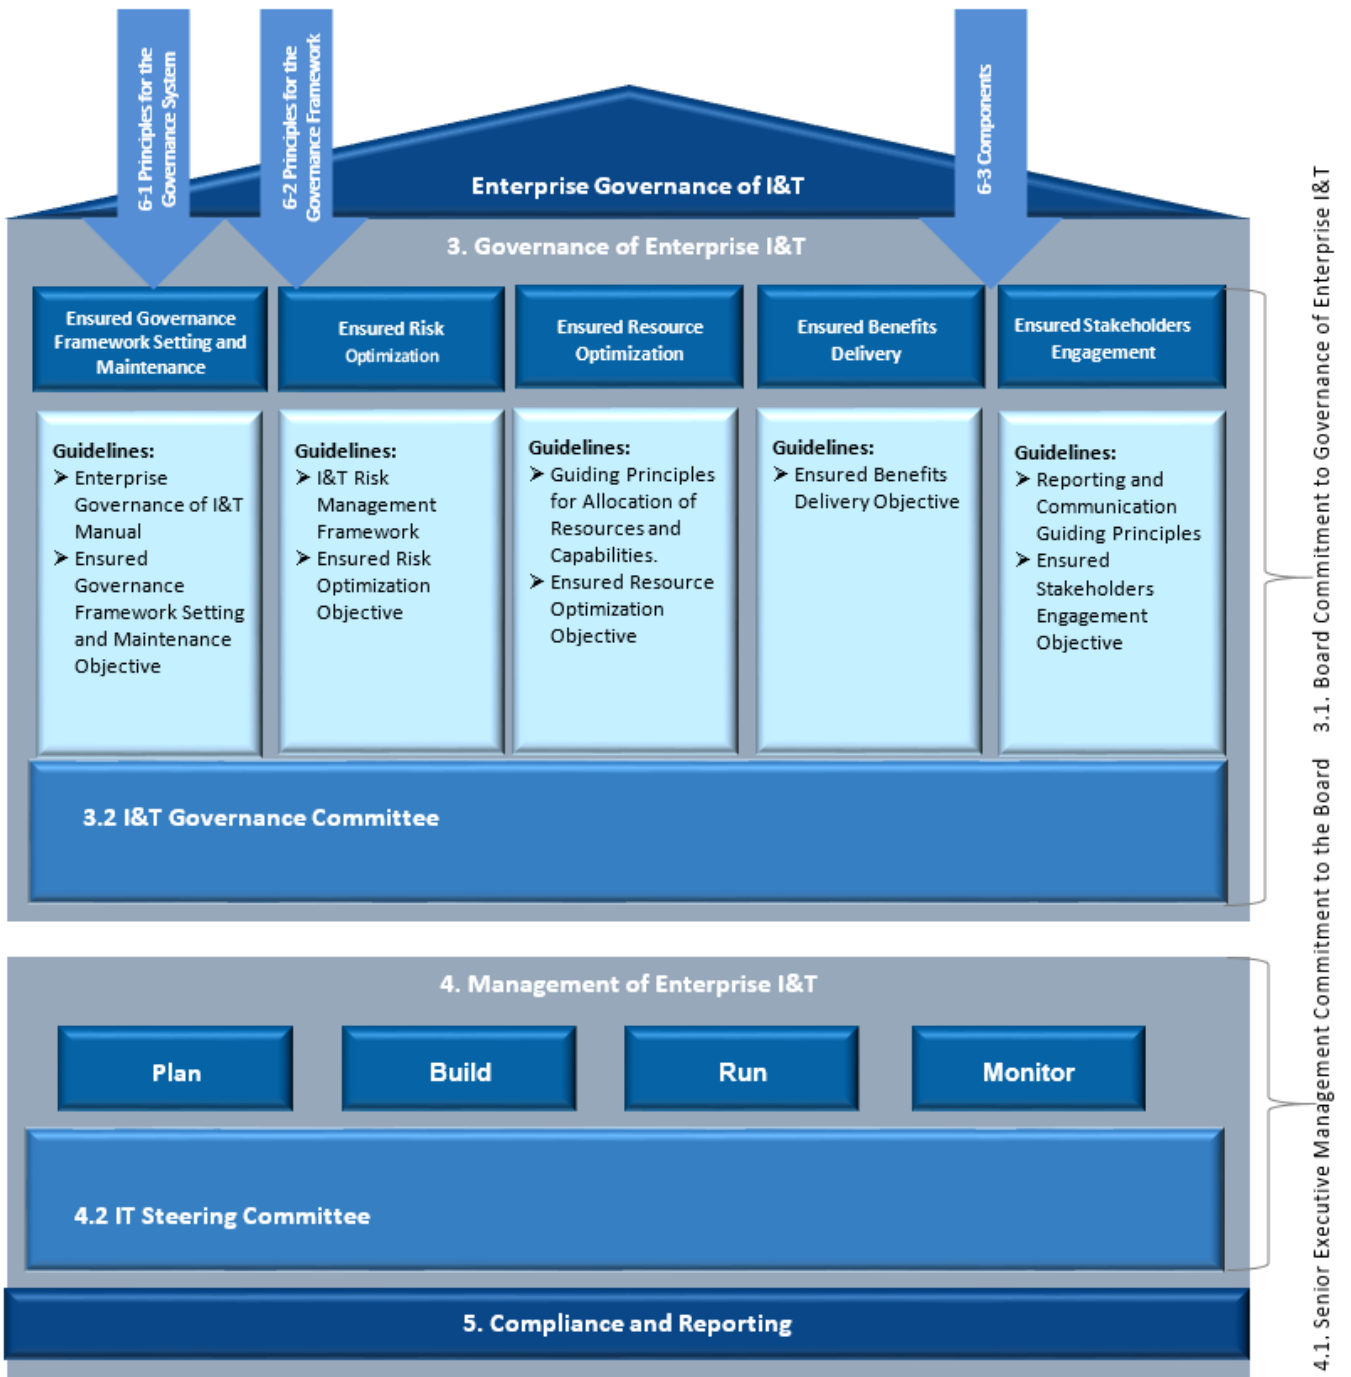 6-1 Principles for the
Governance System
6-2 Principles for the
Governance Framework
6-3 Components
Enterprise Governance of I&T
3. Governance of Enterprise I&T
Ensured Governance
Framework Setting and
Maintenance
Ensured Risk
Optimization
Ensured Resource
Optimization
Ensured Benefits
Delivery
Ensured Stakeholders
Engagement
Guidelines:
➢ Enterprise
Governance of I&T
Manual
➢ Ensured
Governance
Framework Setting
and Maintenance
Objective
Guidelines:
➢ I&T Risk
Management
Framework
➢ Ensured Risk
Optimization
Objective
Guidelines:
➢ Guiding Principles
for Allocation of
Resources and
Capabilities.
➢ Ensured Resource
Optimization
Objective
Guidelines:
➢ Ensured Benefits
Delivery Objective
Guidelines:
➢ Reporting and
Communication
Guiding Principles
➢ Ensured
Stakeholders
Engagement
Objective
3.2 I&T Governance Committee
3.1. Board Commitment to Governance of Enterprise I&T
4. Management of Enterprise I&T
Plan
Build
Run
Monitor
4.2 IT Steering Committee
4.1. Senior Executive Management Commitment to the Board
5. Compliance and Reporting